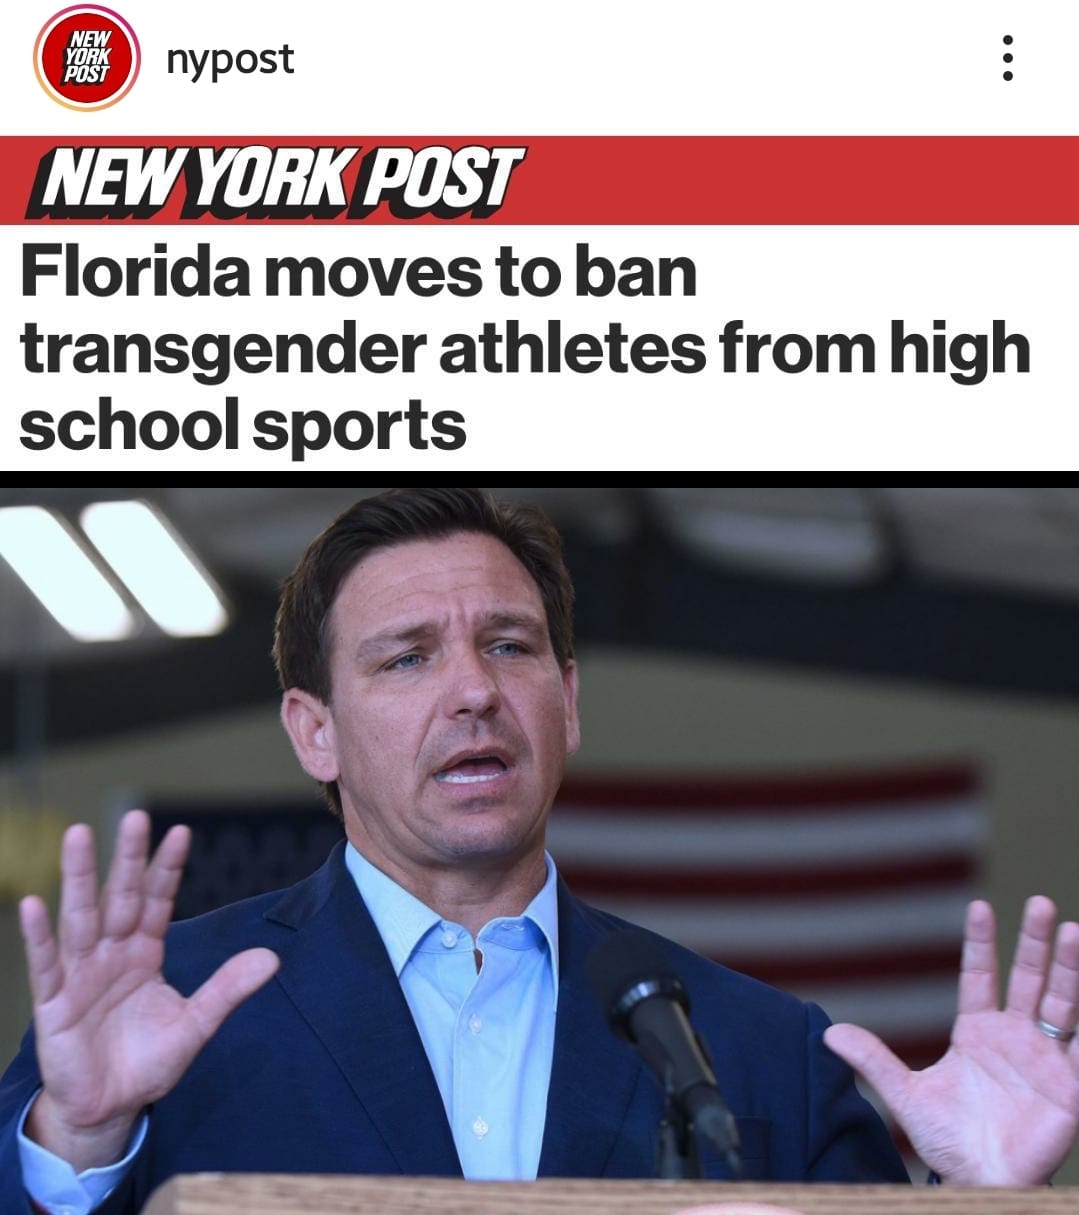 NEW
YORK
POST
nypost
NEW YORK POST
Florida moves to ban
transgender athletes from high
school sports